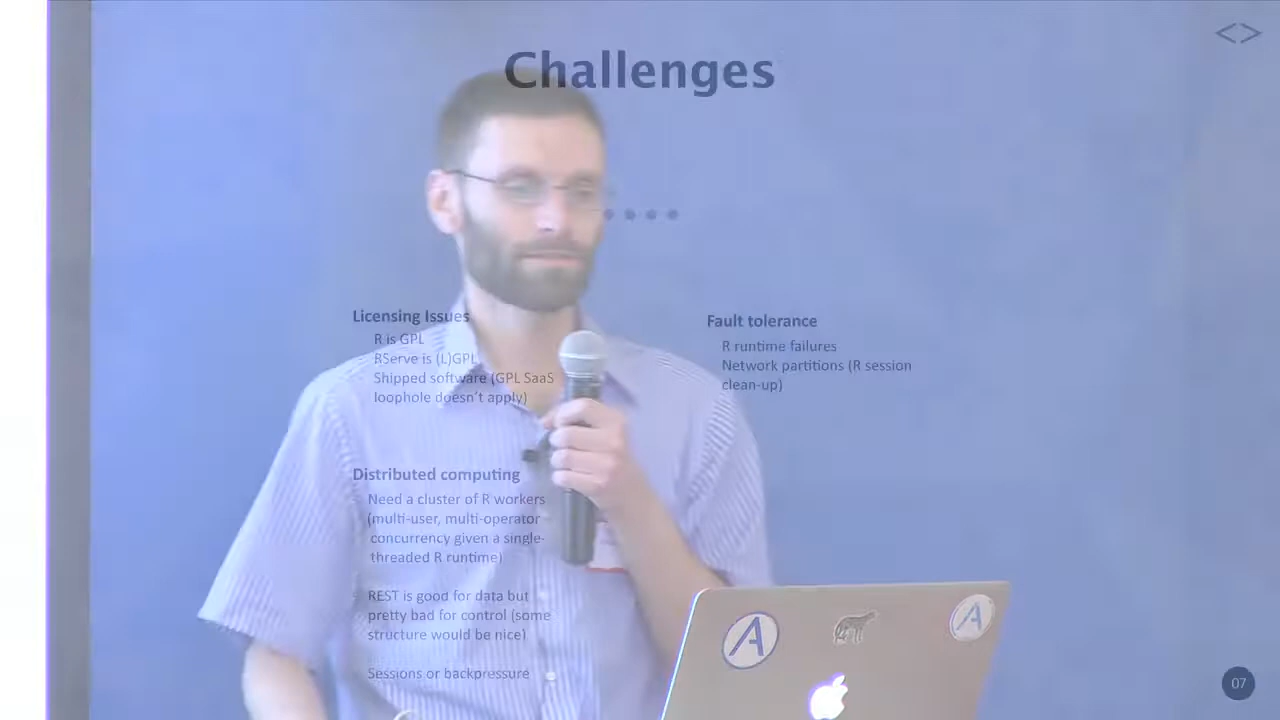 <>
Challenges
Licensing Issues
R is GPL
RServe is (L)GPL
Shipped software (GPL SaaS
loophole doesn't apply)
Fault tolerance
R runtime failures
Network partitions (R session
clean-up)
Distributed computing
Need a cluster of R workers
(multi-user, multi-operator
concurrency given a single-
threaded R runtime)
REST is good for data but
pretty bad for control (some
structure would be nice)
Sessions or backpressure
A
A
07